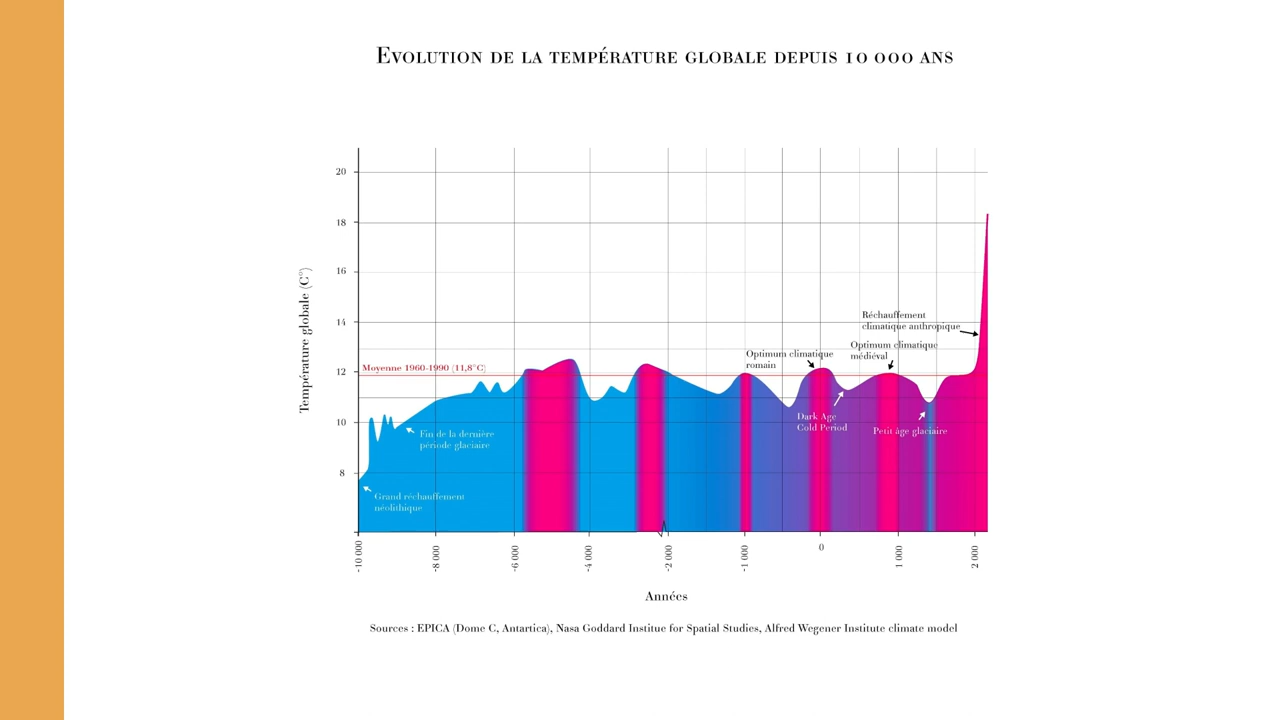 Evolution de la température globale depuis 10 000 ans
20
18
16
14
12
10
8
Température globale (C°)
Moyenne 1960-1990 (11,8°C)
Réchauffement
climatique anthropique
Optimum climatique
médiéval
Optimum climatique
romain
Dark Age
Cold Period
Petit âge glaciaire
Fin de la dernière
période glaciaire
Grand réchauffement
néolithique
-10 000
-8 000
-6 000
-4 000
-2 000
-1 000
0
1 000
2 000
Années
Sources : EPICA (Dome C, Antartica), Nasa Goddard Institue for Spatial Studies, Alfred Wegener Institute climate model